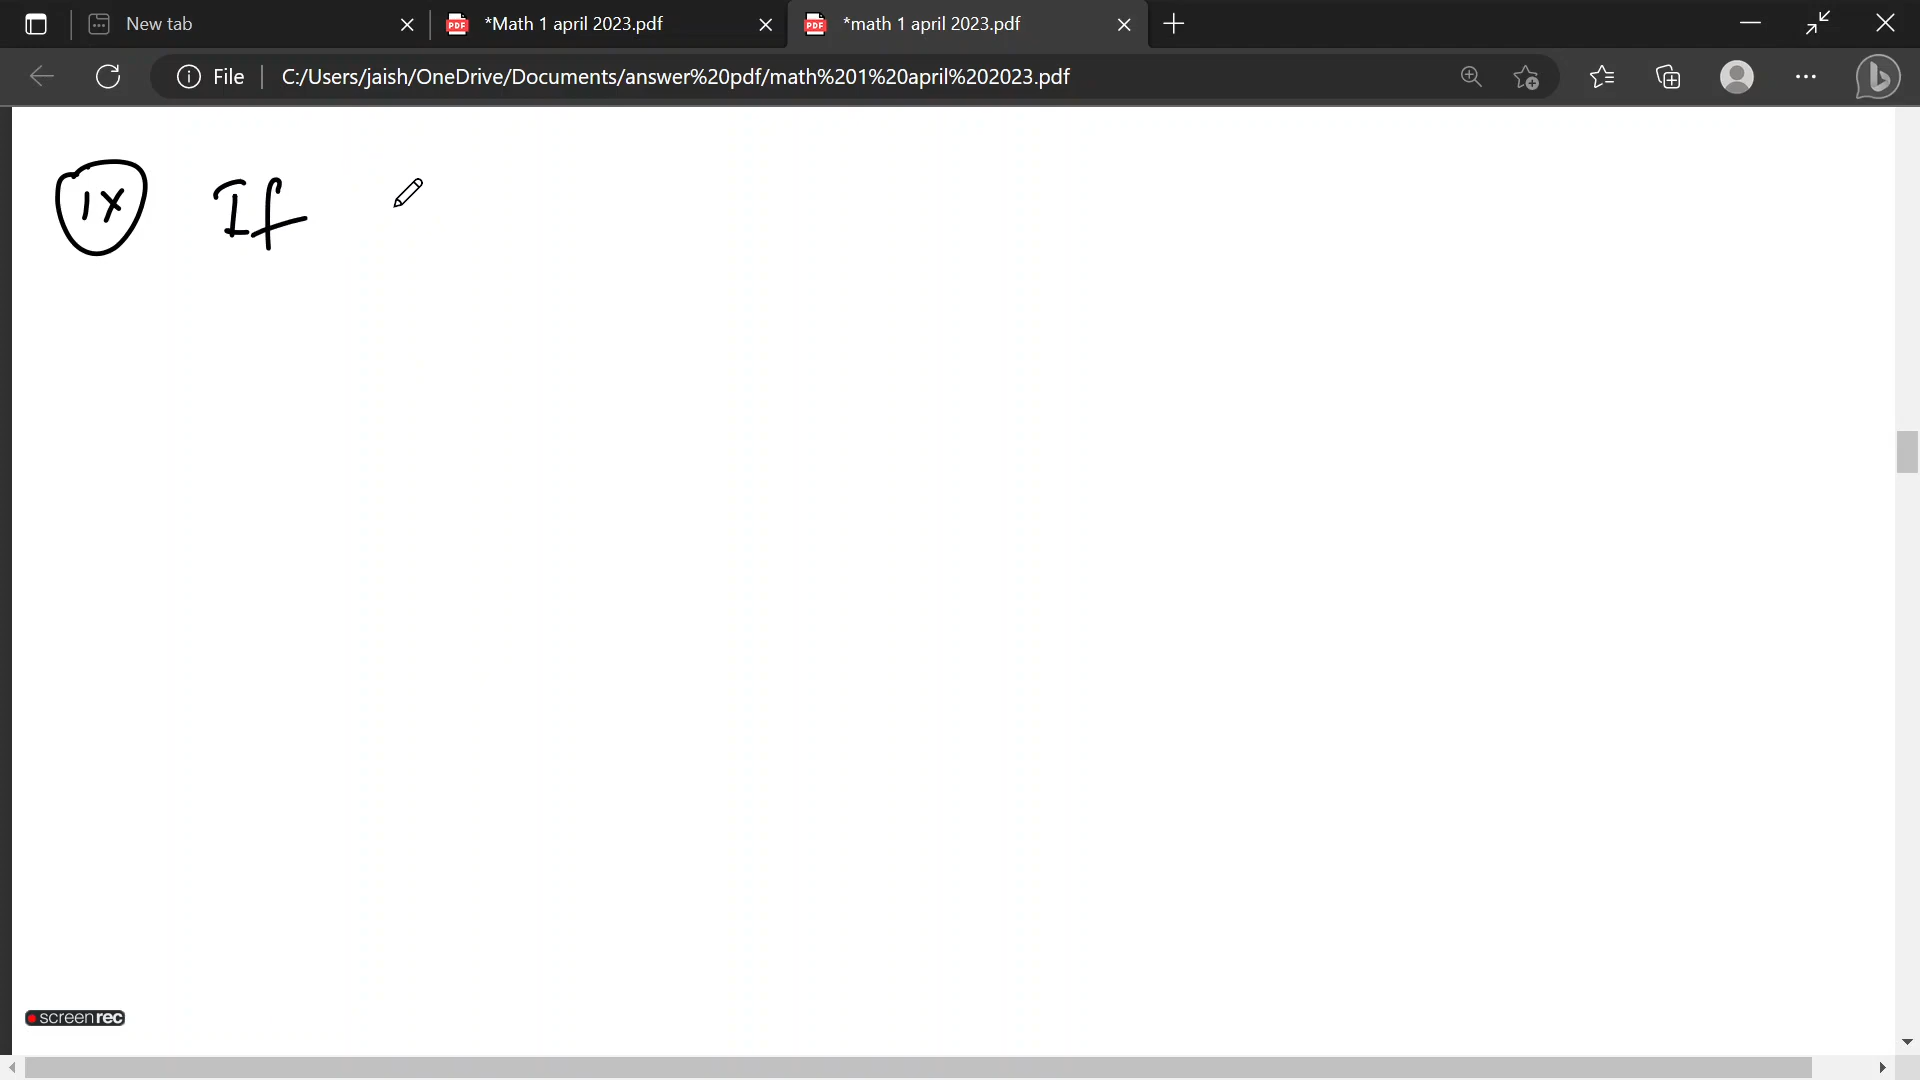 New tab
*Math 1 april 2023.pdf
*math 1 april 2023.pdf
File C:/Users/jaish/OneDrive/Documents/answer%20pdf/math%201%20april%202023.pdf
ix If
screenrec